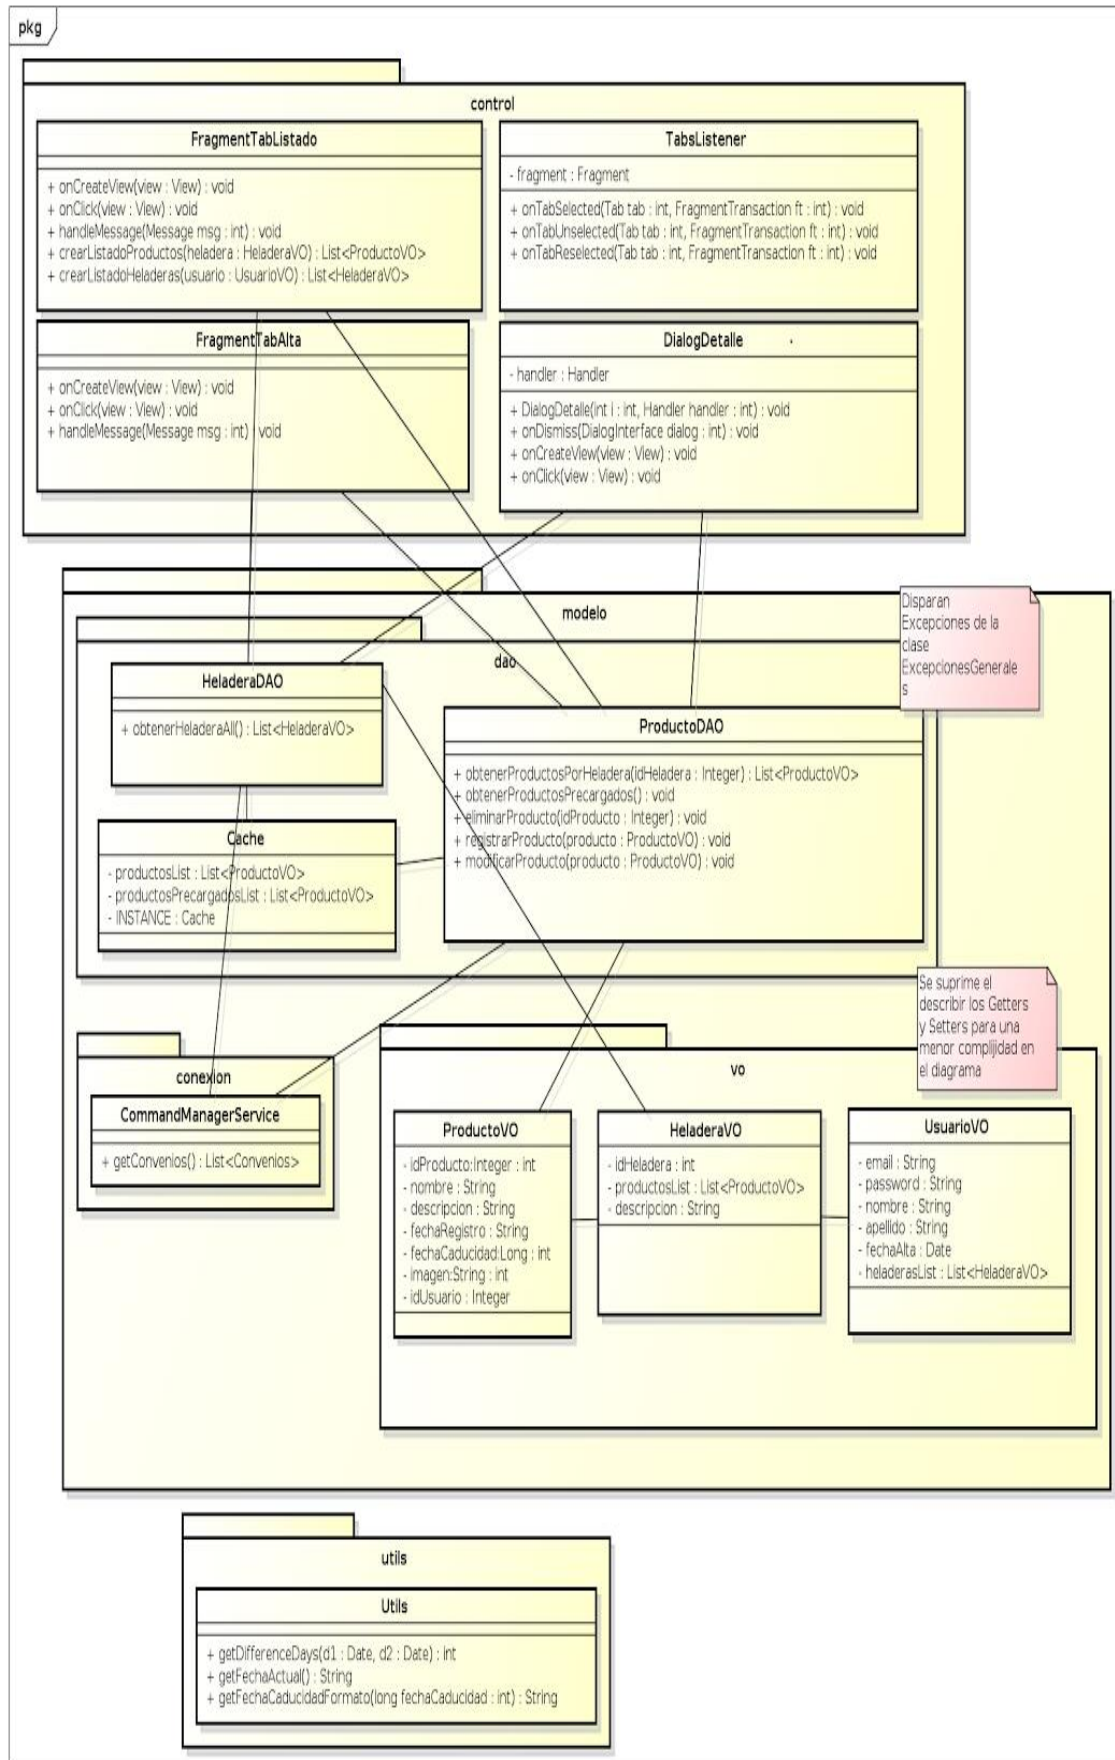 pkg
control
FragmentTabListado
+ onCreateView(view : View) : void
+ onClick(view : View) : void
+ handleMessage(Message msg : int) : void
+ crearListadoProductos(heladera : HeladeraVO) : List<ProductoVO>
+ crearListadoHeladeras(usuario : UsuarioVO) : List<HeladeraVO>
TabsListener
- fragment : Fragment
+ onTabSelected(Tab tab : int, FragmentTransaction ft : int) : void
+ onTabUnselected(Tab tab : int, FragmentTransaction ft : int) : void
+ onTabReselected(Tab tab : int, FragmentTransaction ft : int) : void
FragmentTabAlta
+ onCreateView(view : View) : void
+ onClick(view : View) : void
+ handleMessage(Message msg : int) : void
DialogDetalle
- handler : Handler
+ DialogDetalle(int i : int, Handler handler : int) : void
+ onDismiss(DialogInterface dialog : int) : void
+ onCreateView(view : View) : void
+ onClick(view : View) : void
modelo
Disparan
Excepciones de la
clase
ExcepcionesGenerale
s
dao
HeladeraDAO
+ obtenerHeladeraAll() : List<HeladeraVO>
ProductoDAO
+ obtenerProductosPorHeladera(idHeladera : Integer) : List<ProductoVO>
+ obtenerProductosPrecargados() : void
+ eliminarProducto(idProducto : Integer) : void
+ registrarProducto(producto : ProductoVO) : void
+ modificarProducto(producto : ProductoVO) : void
Cache
- productosList : List<ProductoVO>
- productosPrecargadosList : List<ProductoVO>
- INSTANCE : Cache
Se suprime el
describir los Getters
y Setters para una
menor complijidad en
el diagrama
conexion
CommandManagerService
+ getConvenios() : List<Convenios>
vo
ProductoVO
- idProducto:Integer : int
- nombre : String
- descripcion : String
- fechaRegistro : String
- fechaCaducidad:Long : int
- imagen:String : int
- idUsuario : Integer
HeladeraVO
- idHeladera : int
- productosList : List<ProductoVO>
- descripcion : String
UsuarioVO
- email : String
- password : String
- nombre : String
- apellido : String
- fechaAlta : Date
- heladerasList : List<HeladeraVO>
utils
Utils
+ getDifferenceDays(d1 : Date, d2 : Date) : int
+ getFechaActual() : String
+ getFechaCaducidadFormato(long fechaCaducidad : int) : String